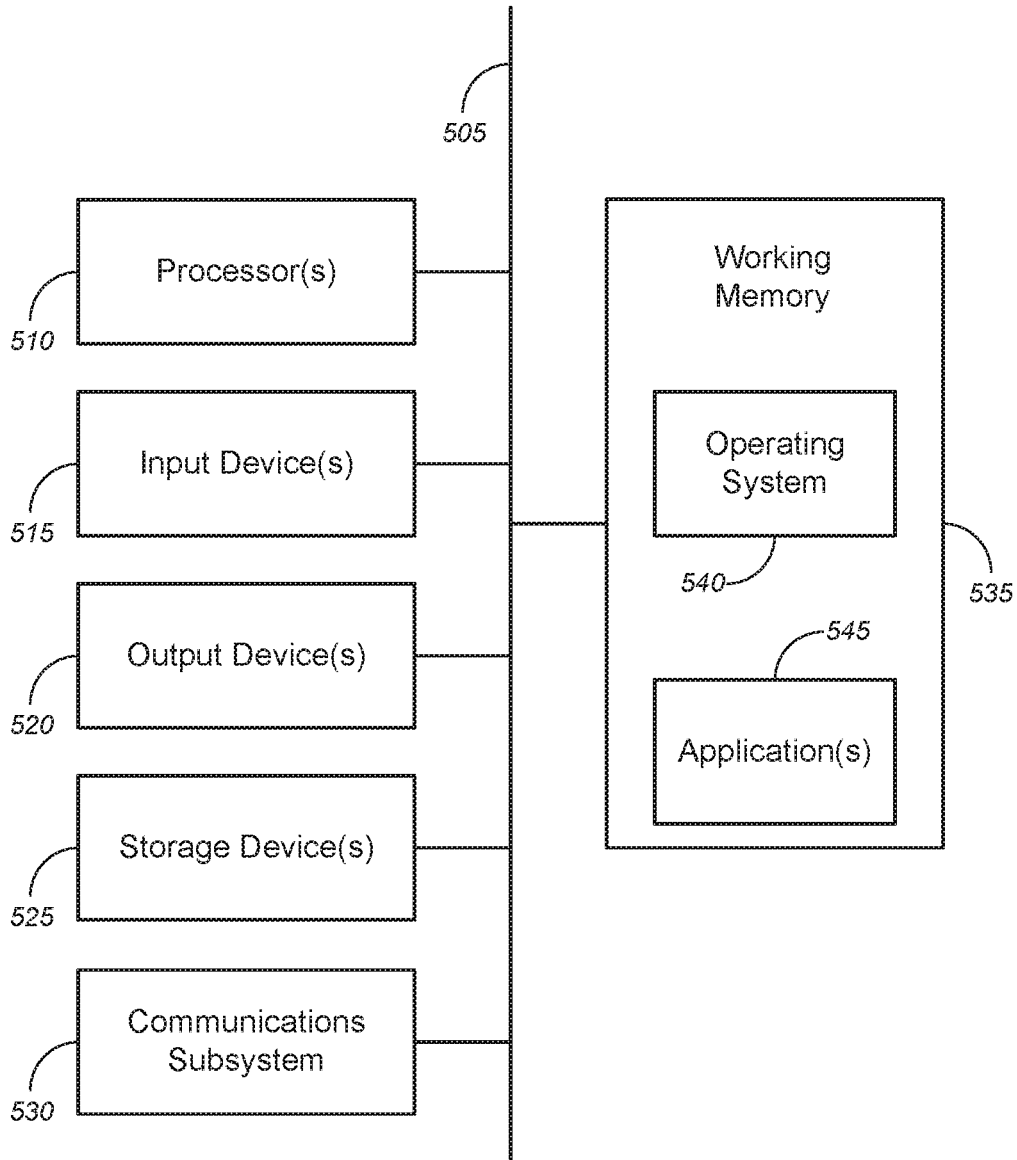 505
Processor(s)
510
Input Device(s)
515
Output Device(s)
520
Storage Device(s)
525
Communications
Subsystem
530
Working
Memory
Operating
System
540
535
545
Application(s)